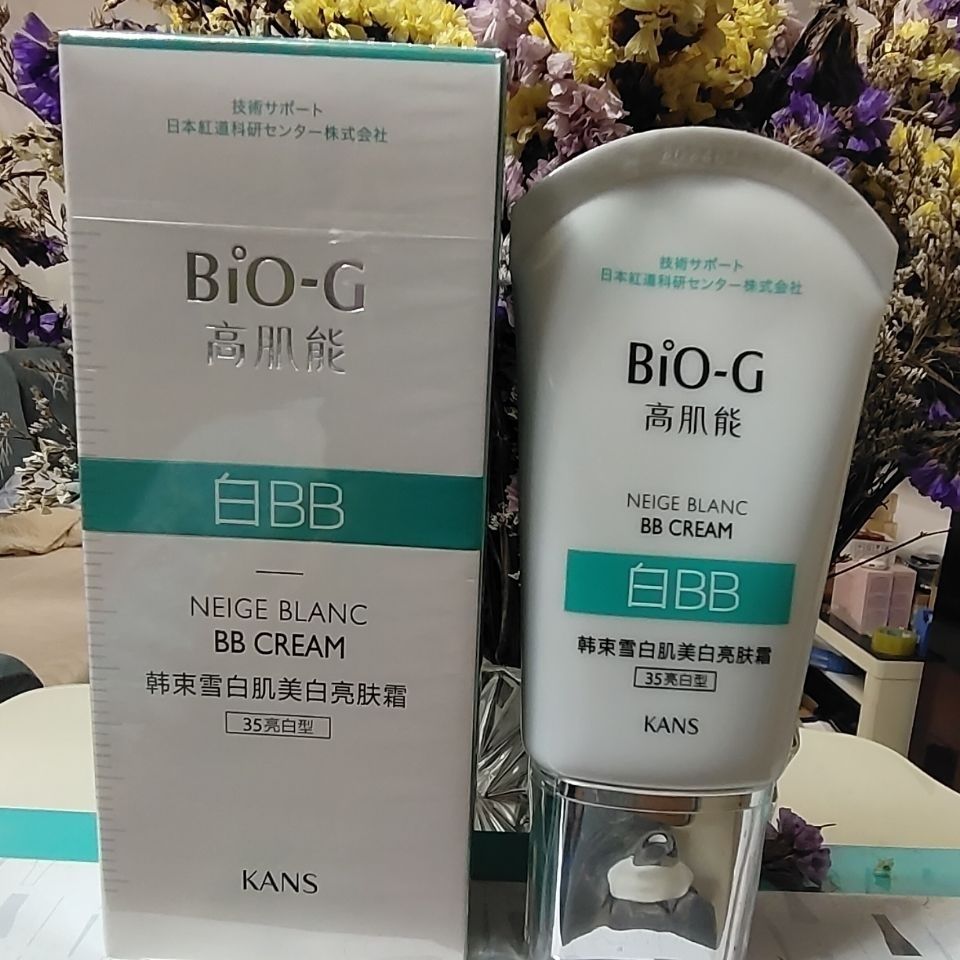 技術サポート
日本紅道科研センター株式会社
BiO-G
高肌能
白BB
NEIGE BLANC
BB CREAM
韩束雪白肌美白亮肤霜
35亮白型
KANS
技術サポート
日本紅道科研センター株式会社
BiO-G
高肌能
NEIGE BLANC
BB CREAM
白BB
韩束雪白肌美白亮肤霜
35亮白型
KANS